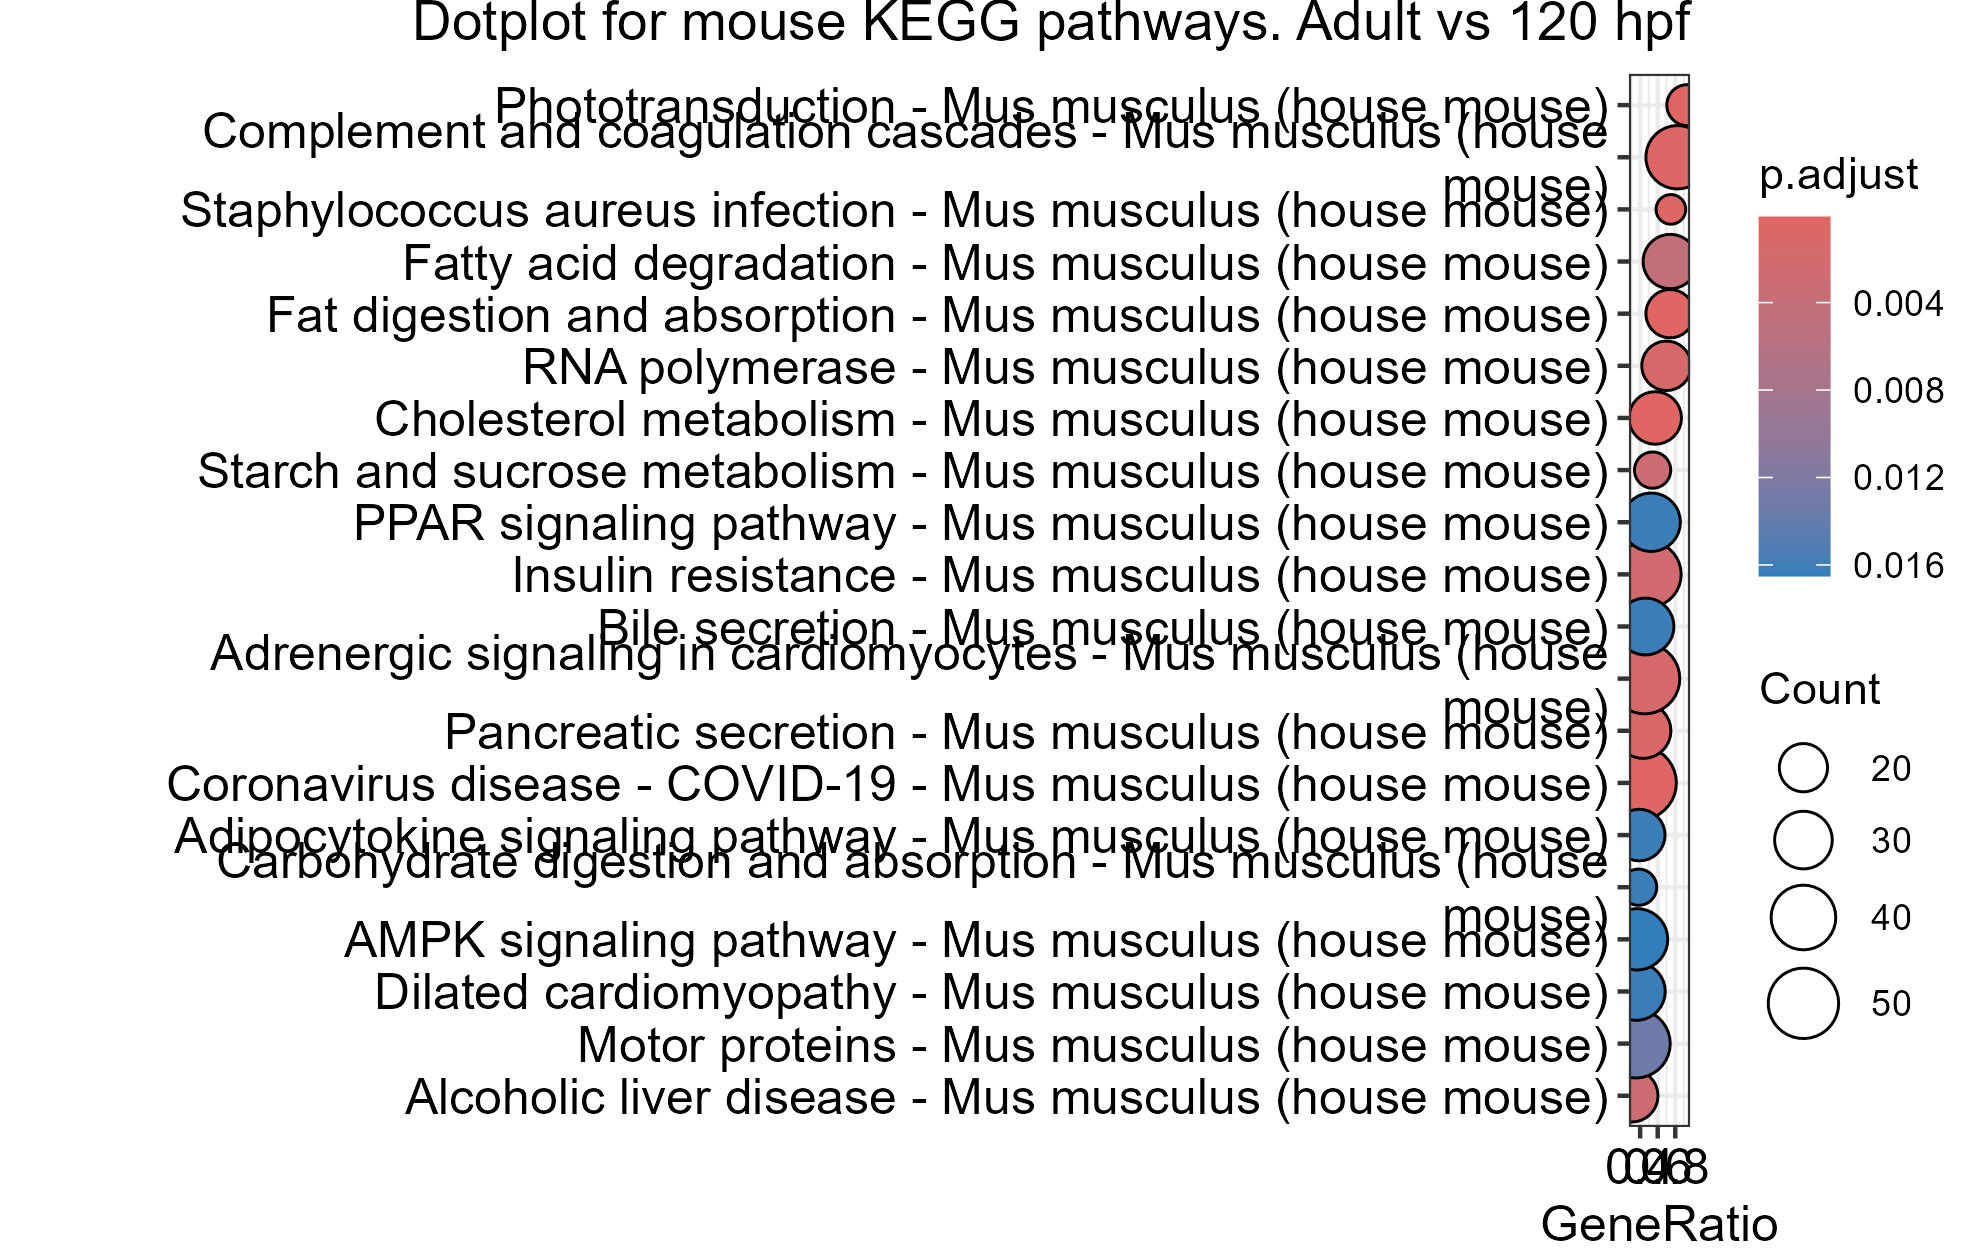 Dotplot for mouse KEGG pathways. Adult vs 120 hpf
Phototransduction - Mus musculus (house mouse)
Complement and coagulation cascades - Mus musculus (house
mouse)
Staphylococcus aureus infection - Mus musculus (house mouse)
Fatty acid degradation - Mus musculus (house mouse)
Fat digestion and absorption - Mus musculus (house mouse)
RNA polymerase - Mus musculus (house mouse)
Cholesterol metabolism - Mus musculus (house mouse)
Starch and sucrose metabolism - Mus musculus (house mouse)
PPAR signaling pathway - Mus musculus (house mouse)
Insulin resistance - Mus musculus (house mouse)
Bile secretion - Mus musculus (house mouse)
Adrenergic signaling in cardiomyocytes - Mus musculus (house
mouse)
Pancreatic secretion - Mus musculus (house mouse)
Coronavirus disease - COVID-19 - Mus musculus (house mouse)
Adipocytokine signaling pathway - Mus musculus (house mouse)
Carbohydrate digestion and absorption - Mus musculus (house
mouse)
AMPK signaling pathway - Mus musculus (house mouse)
Dilated cardiomyopathy - Mus musculus (house mouse)
Motor proteins - Mus musculus (house mouse)
Alcoholic liver disease - Mus musculus (house mouse)
0.4
0.6
0.8
GeneRatio
p.adjust
0.004
0.008
0.012
0.016
Count
20
30
40
50